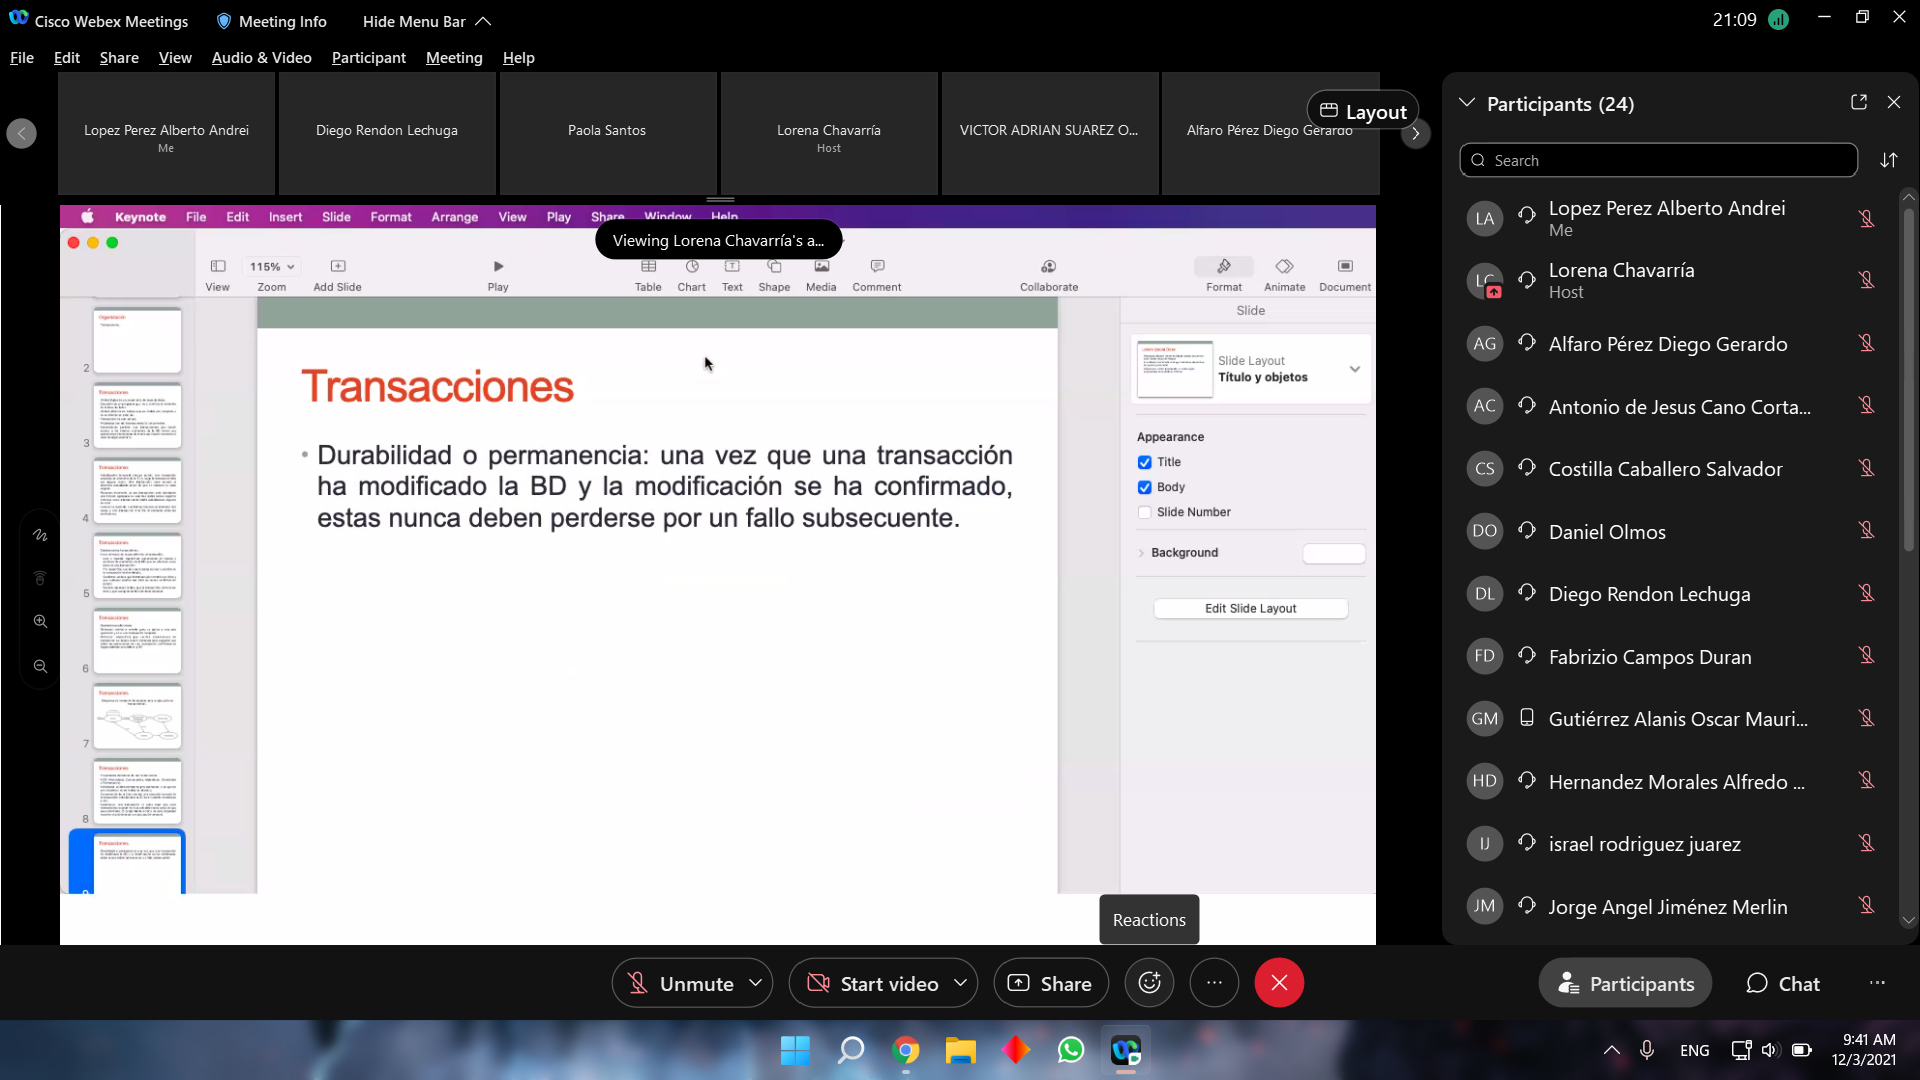 Cisco Webex Meetings
Meeting Info
Hide Menu Bar
21:09
File Edit Share View Audio & Video Participant Meeting Help
Lopez Perez Alberto Andrei
Me
Diego Rendon Lechuga
Paola Santos
Lorena Chavarría
Host
VICTOR ADRIAN SUAREZ O...
Alfaro Pérez Diego Gerardo
Layout
Keynote File Edit Insert Slide Format Arrange View Play Share Window Help
Viewing Lorena Chavarría's a...
115%
View Zoom Add Slide Play Table Chart Text Shape Media Comment Collaborate Format Animate Document
2
3
4
5
6
7
8
9
Transacciones
• Durabilidad o permanencia: una vez que una transacción
ha modificado la BD y la modificación se ha confirmado,
estas nunca deben perderse por un fallo subsecuente.
Slide
Slide Layout
Título y objetos
Appearance
Title
Body
Slide Number
Background
Edit Slide Layout
Participants (24)
Search
LA Lopez Perez Alberto Andrei
Me
LC Lorena Chavarría
Host
AG Alfaro Pérez Diego Gerardo
AC Antonio de Jesus Cano Corta...
CS Costilla Caballero Salvador
DO Daniel Olmos
DL Diego Rendon Lechuga
FD Fabrizio Campos Duran
GM Gutiérrez Alanis Oscar Mauri...
HD Hernandez Morales Alfredo ...
IJ israel rodriguez juarez
JM Jorge Angel Jiménez Merlin
Reactions
Unmute
Start video
Share
Participants
Chat
ENG
9:41 AM
12/3/2021